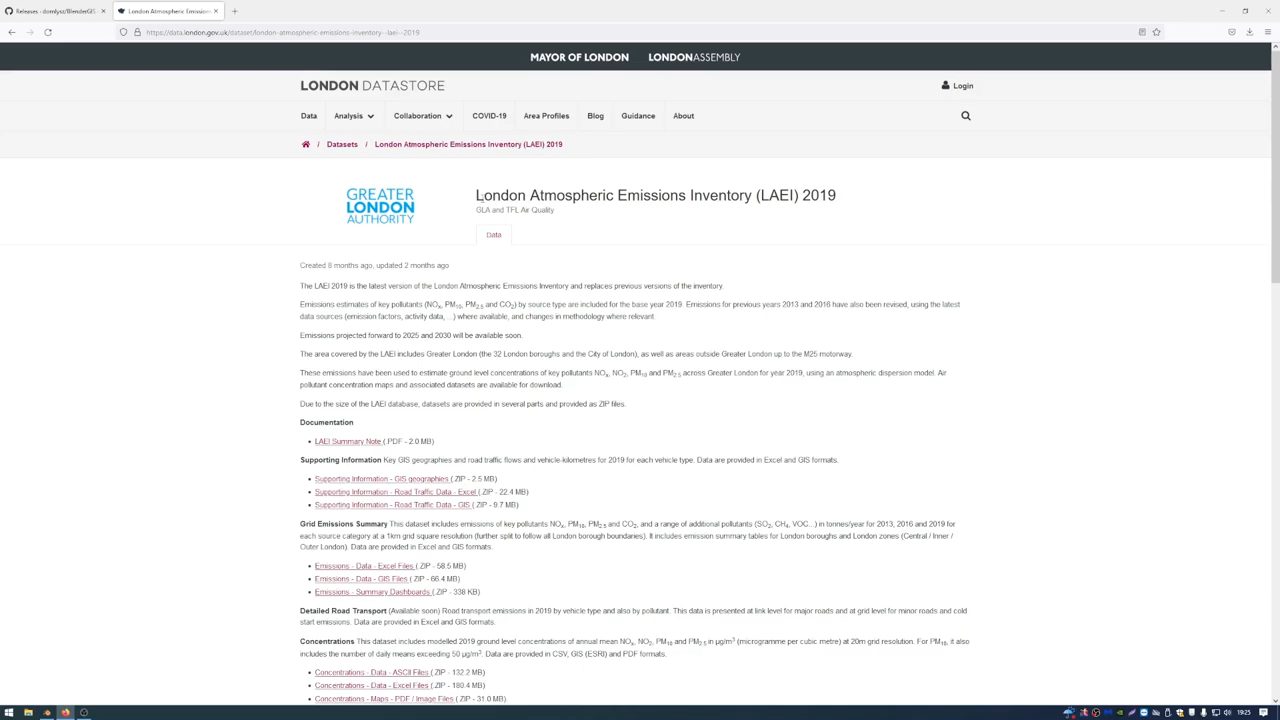 Releases - domlysz/BlenderGIS
London Atmospheric Emissions
https://data.london.gov.uk/dataset/london-atmospheric-emissions-inventory--laei--2019
MAYOR OF LONDON LONDONASSEMBLY
LONDON DATASTORE
Login
Data Analysis Collaboration COVID-19 Area Profiles Blog Guidance About
/ Datasets / London Atmospheric Emissions Inventory (LAEI) 2019
GREATER
LONDON
AUTHORITY
London Atmospheric Emissions Inventory (LAEI) 2019
GLA and TFL Air Quality
Data
Created 8 months ago, updated 2 months ago
The LAEI 2019 is the latest version of the London Atmospheric Emissions Inventory and replaces previous versions of the inventory.
Emissions estimates of key pollutants (NOx, PM10, PM2.5 and CO2) by source type are included for the base year 2019. Emissions for previous years 2013 and 2016 have also been revised, using the latest
data sources (emission factors, activity data, ...) where available, and changes in methodology where relevant.
Emissions projected forward to 2025 and 2030 will be available soon.
The area covered by the LAEI includes Greater London (the 32 London boroughs and the City of London), as well as areas outside Greater London up to the M25 motorway.
These emissions have been used to estimate ground level concentrations of key pollutants NOx, NO2, PM10 and PM2.5 across Greater London for year 2019, using an atmospheric dispersion model. Air
pollutant concentration maps and associated datasets are available for download.
Due to the size of the LAEI database, datasets are provided in several parts and provided as ZIP files.
Documentation
• LAEI Summary Note (.PDF - 2.0 MB)
Supporting Information Key GIS geographies and road traffic flows and vehicle-kilometres for 2019 for each vehicle type. Data are provided in Excel and GIS formats.
• Supporting Information - GIS geographies (.ZIP - 2.5 MB)
• Supporting Information - Road Traffic Data - Excel (.ZIP - 22.4 MB)
• Supporting Information - Road Traffic Data - GIS (.ZIP - 9.7 MB)
Grid Emissions Summary This dataset includes emissions of key pollutants NOx, PM10, PM2.5 and CO2, and a range of additional pollutants (SO2, CH4, VOC...) in tonnes/year for 2013, 2016 and 2019 for
each source category at a 1km grid square resolution (further split to follow all London borough boundaries). It includes emission summary tables for London boroughs and London zones (Central / Inner /
Outer London). Data are provided in Excel and GIS formats.
• Emissions - Data - Excel Files (.ZIP - 58.5 MB)
• Emissions - Data - GIS Files (.ZIP - 66.4 MB)
• Emissions - Summary Dashboards (.ZIP - 338 KB)
Detailed Road Transport (Available soon) Road transport emissions in 2019 by vehicle type and also by pollutant. This data is presented at link level for major roads and at grid level for minor roads and cold
start emissions. Data are provided in Excel and GIS formats.
Concentrations This dataset includes modelled 2019 ground level concentrations of annual mean NOx, NO2, PM10 and PM2.5 in µg/m3 (microgramme per cubic metre) at 20m grid resolution. For PM10, it also
includes the number of daily means exceeding 50 µg/m3. Data are provided in CSV, GIS (ESRI) and PDF formats.
• Concentrations - Data - ASCII Files (.ZIP - 132.2 MB)
• Concentrations - Data - Excel Files (.ZIP - 180.4 MB)
• Concentrations - Maps - PDF / Image Files (.ZIP - 31.0 MB)
19:25